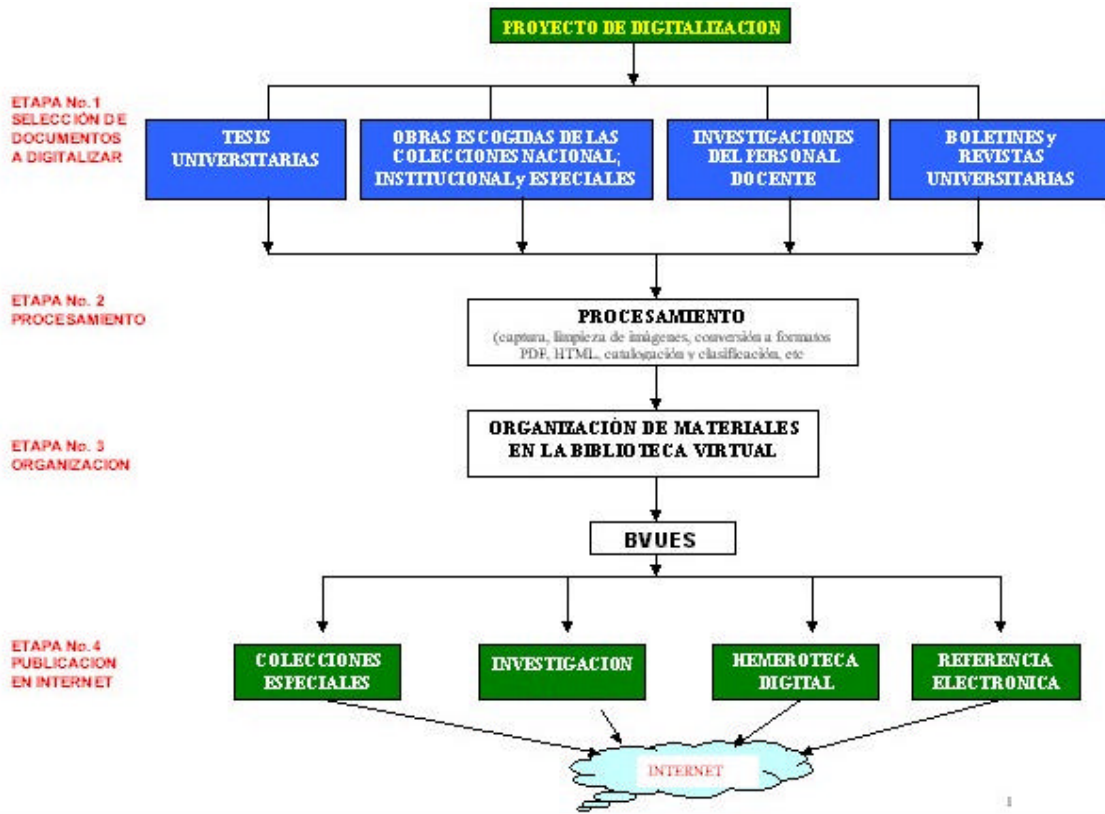 PROYECTO DE DIGITALIZACION
ETAPA No.1
SELECCIÓN DE
DOCUMENTOS
A DIGITALIZAR
TESIS
UNIVERSITARIAS
OBRAS ESCOGIDAS DE LAS
COLECCIONES NACIONAL;
INSTITUCIONAL y ESPECIALES
INVESTIGACIONES
DEL PERSONAL
DOCENTE
BOLETINES y
REVISTAS
UNIVERSITARIAS
ETAPA No. 2
PROCESAMIENTO
PROCESAMIENTO
(captura, limpieza de imágenes, conversión a formatos
PDF, HTML, catalogación y clasificación, etc
ETAPA No. 3
ORGANIZACION
ORGANIZACIÓN DE MATERIALES
EN LA BIBLIOTECA VIRTUAL
BVUES
ETAPA No.4
PUBLICACION
EN INTERNET
COLECCIONES
ESPECIALES
INVESTIGACION
HEMEROTECA
DIGITAL
REFERENCIA
ELECTRONICA
INTERNET
1